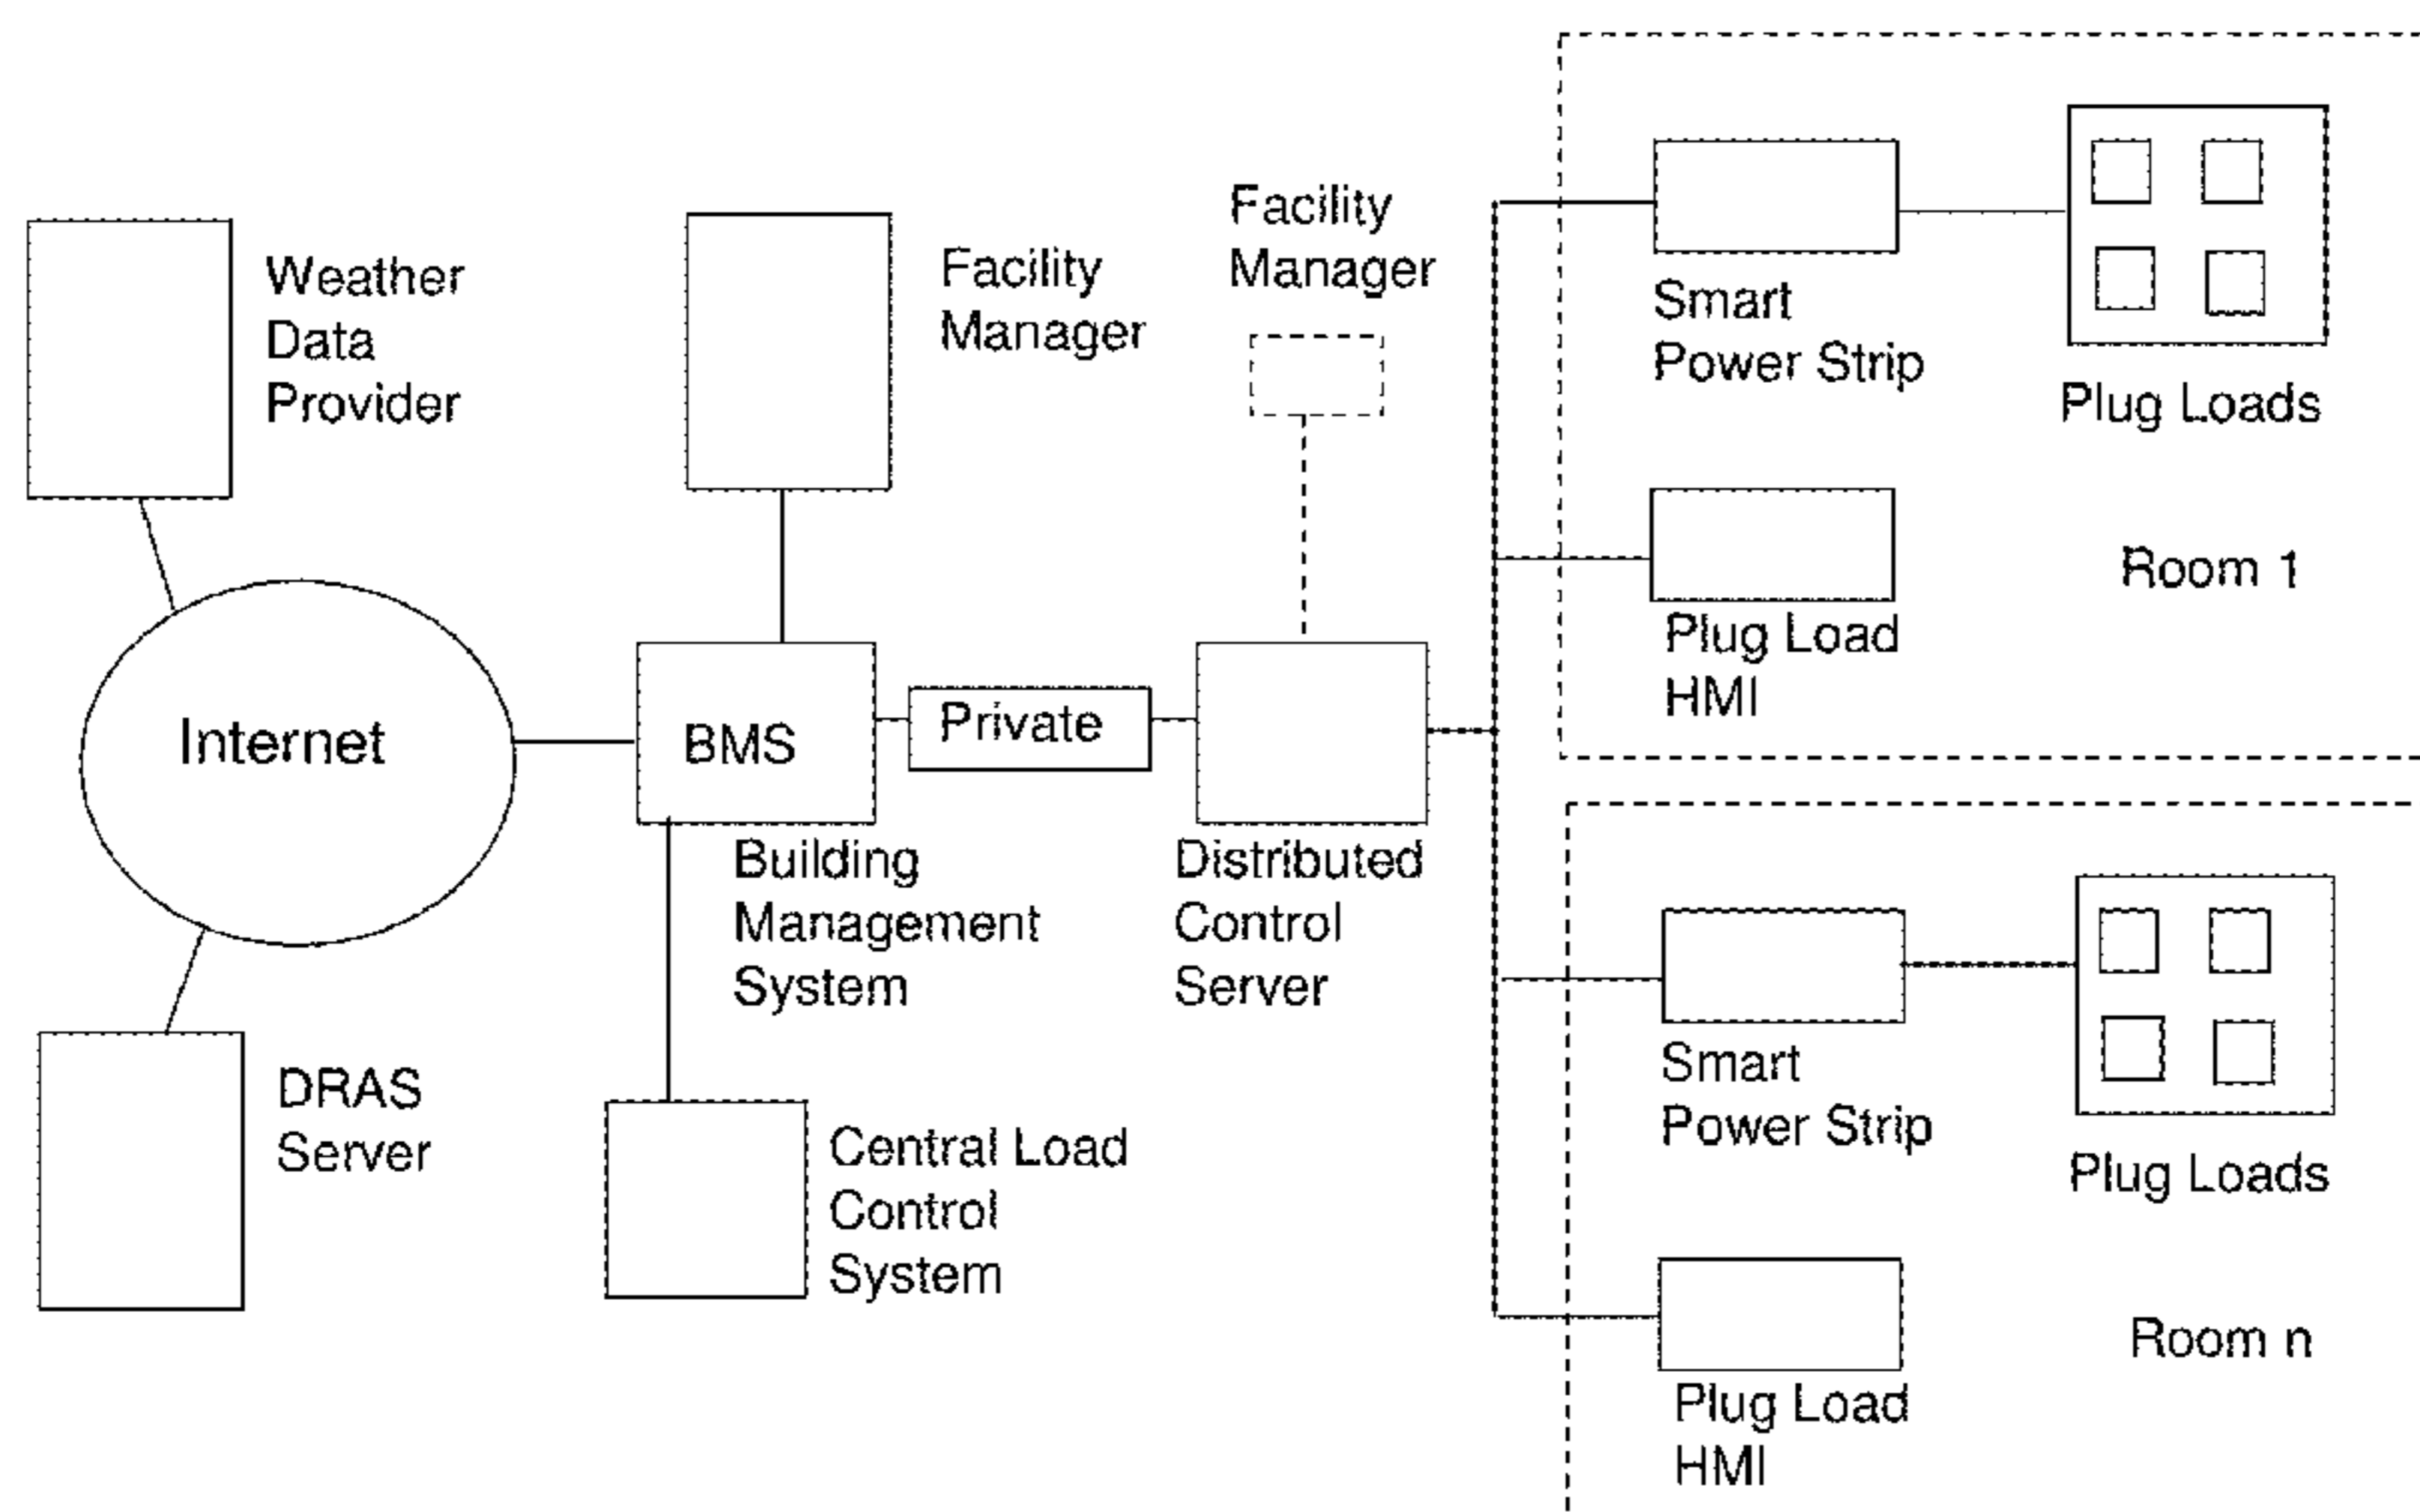 Weather
Data
Provider
Facility
Manager
Facility
Manager
Smart
Power Strip
Plug Loads
Plug Load
HMI
Room 1
Internet
BMS
Private
Building
Management
System
Distributed
Control
Server
DRAS
Server
Central Load
Control
System
Smart
Power Strip
Plug Loads
Plug Load
HMI
Room n